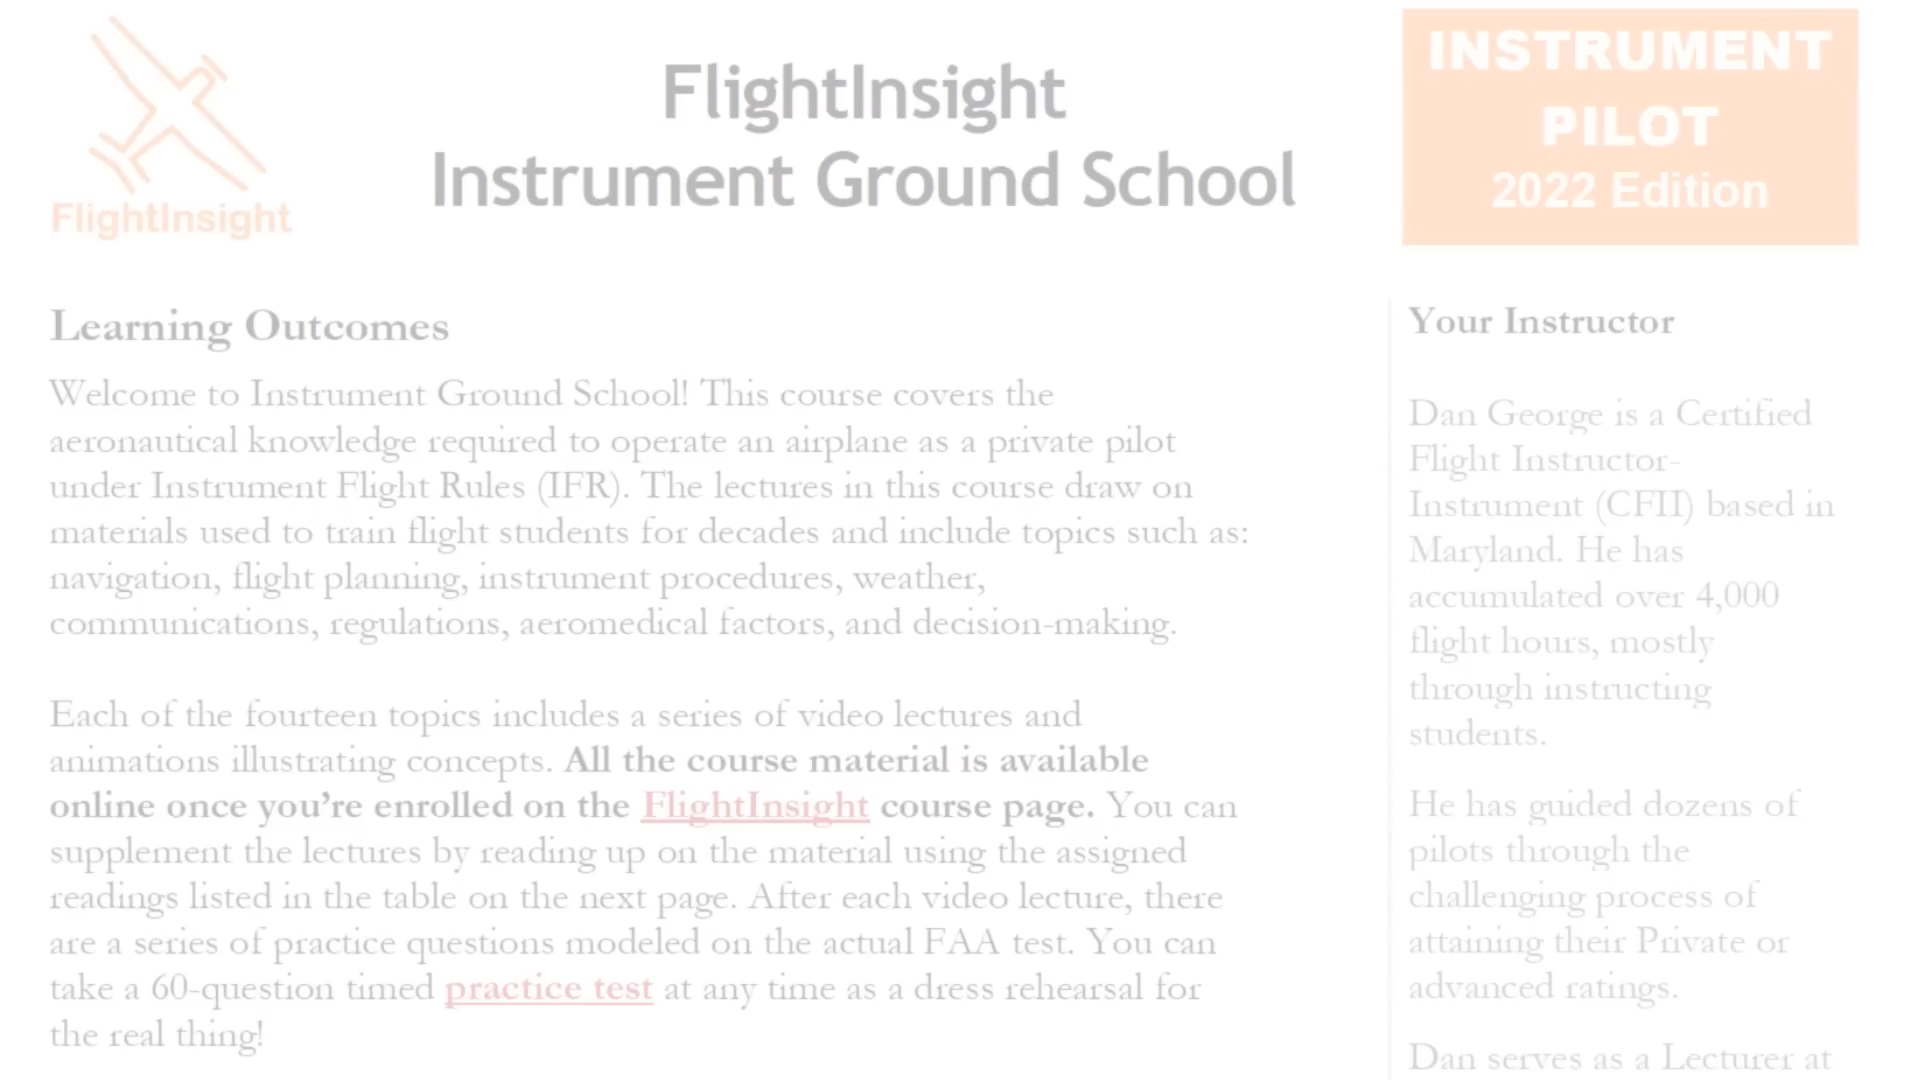 FlightInsight
FlightInsight
Instrument Ground School
INSTRUMENT
PILOT
2022 Edition
Learning Outcomes
Welcome to Instrument Ground School! This course covers the
aeronautical knowledge required to operate an airplane as a private pilot
under Instrument Flight Rules (IFR). The lectures in this course draw on
materials used to train flight students for decades and include topics such as:
navigation, flight planning, instrument procedures, weather,
communications, regulations, aeromedical factors, and decision-making.
Each of the fourteen topics includes a series of video lectures and
animations illustrating concepts. All the course material is available
online once you’re enrolled on the FlightInsight course page. You can
supplement the lectures by reading up on the material using the assigned
readings listed in the table on the next page. After each video lecture, there
are a series of practice questions modeled on the actual FAA test. You can
take a 60-question timed practice test at any time as a dress rehearsal for
the real thing!
Your Instructor
Dan George is a Certified
Flight Instructor-
Instrument (CFII) based in
Maryland. He has
accumulated over 4,000
flight hours, mostly
through instructing
students.
He has guided dozens of
pilots through the
challenging process of
attaining their Private or
advanced ratings.
Dan serves as a Lecturer at